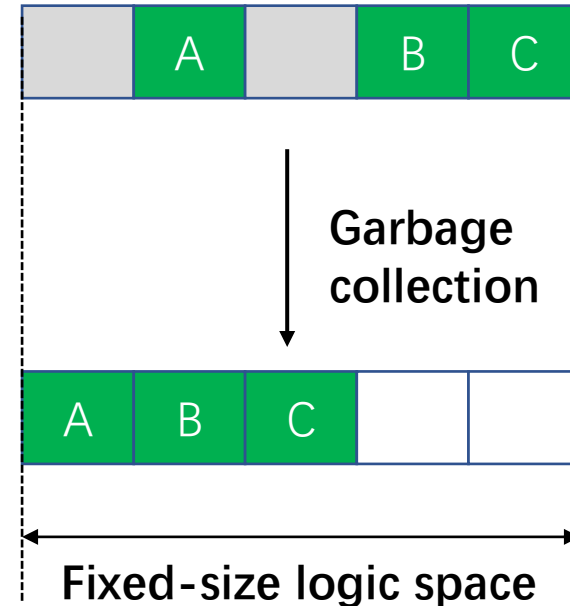 A B C
Garbage
collection
A B C
Fixed-size logic space